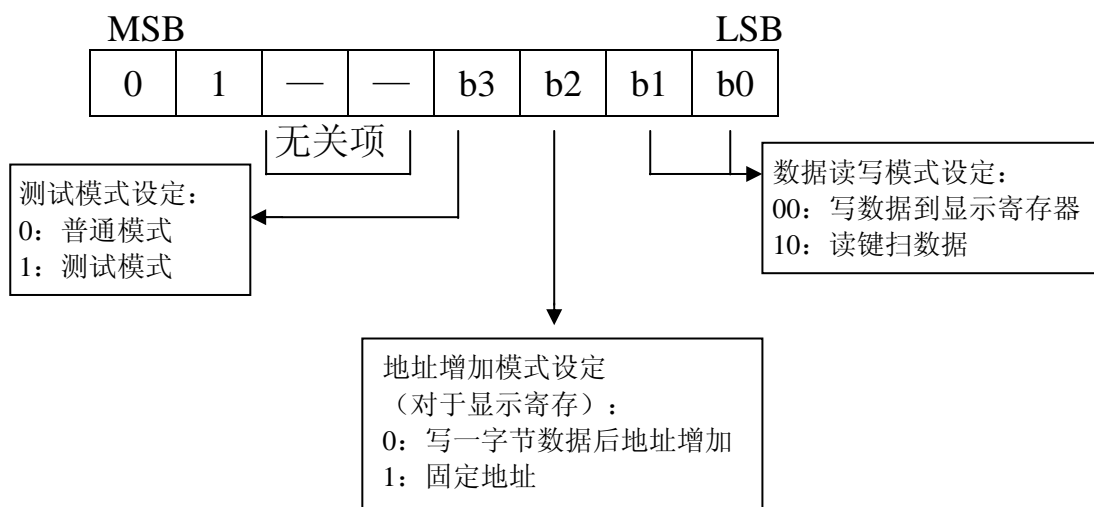 MSB LSB
0 1 — — b3 b2 b1 b0
无关项
测试模式设定：
0：普通模式
1：测试模式
数据读写模式设定：
00：写数据到显示寄存器
10：读键扫数据
地址增加模式设定
（对于显示寄存）：
0：写一字节数据后地址增加
1：固定地址